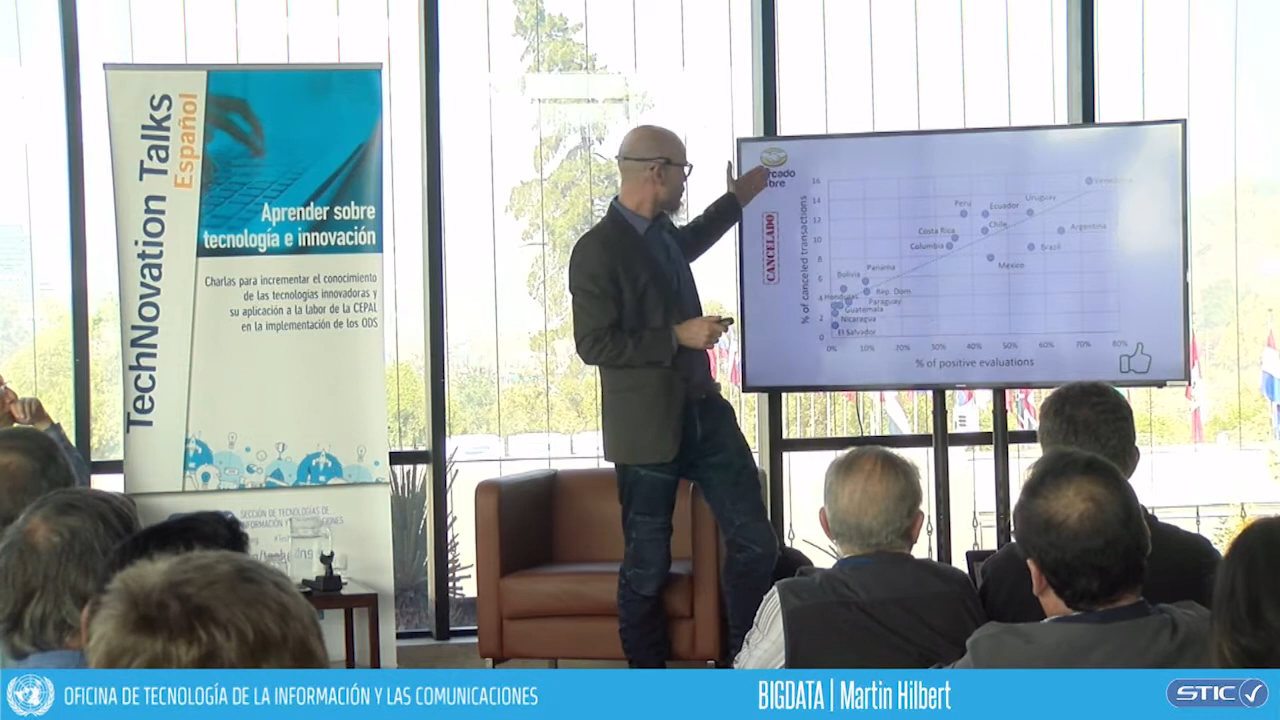 TechNovation Talks
Español
Aprender sobre
tecnología e innovación
Charlas para incrementar el conocimiento
de las tecnologías innovadoras y
su aplicación a la labor de la CEPAL
en la implementación de los ODS
SECCIÓN DE TECNOLOGÍAS DE
CANCELADO
% of canceled transactions
16
14
12
10
8
6
4
2
0
Venezuela
Uruguay
Peru
Ecuador
Chile
Argentina
Costa Rica
Columbia
Brazil
Mexico
Panama
Bolivia
Rep. Dom.
Honduras
Paraguay
Guatemala
Nicaragua
El Salvador
0% 10% 20% 30% 40% 50% 60% 70% 80%
% of positive evaluations
OFICINA DE TECNOLOGÍA DE LA INFORMACIÓN Y LAS COMUNICACIONES
BIGDATA | Martin Hilbert
STIC